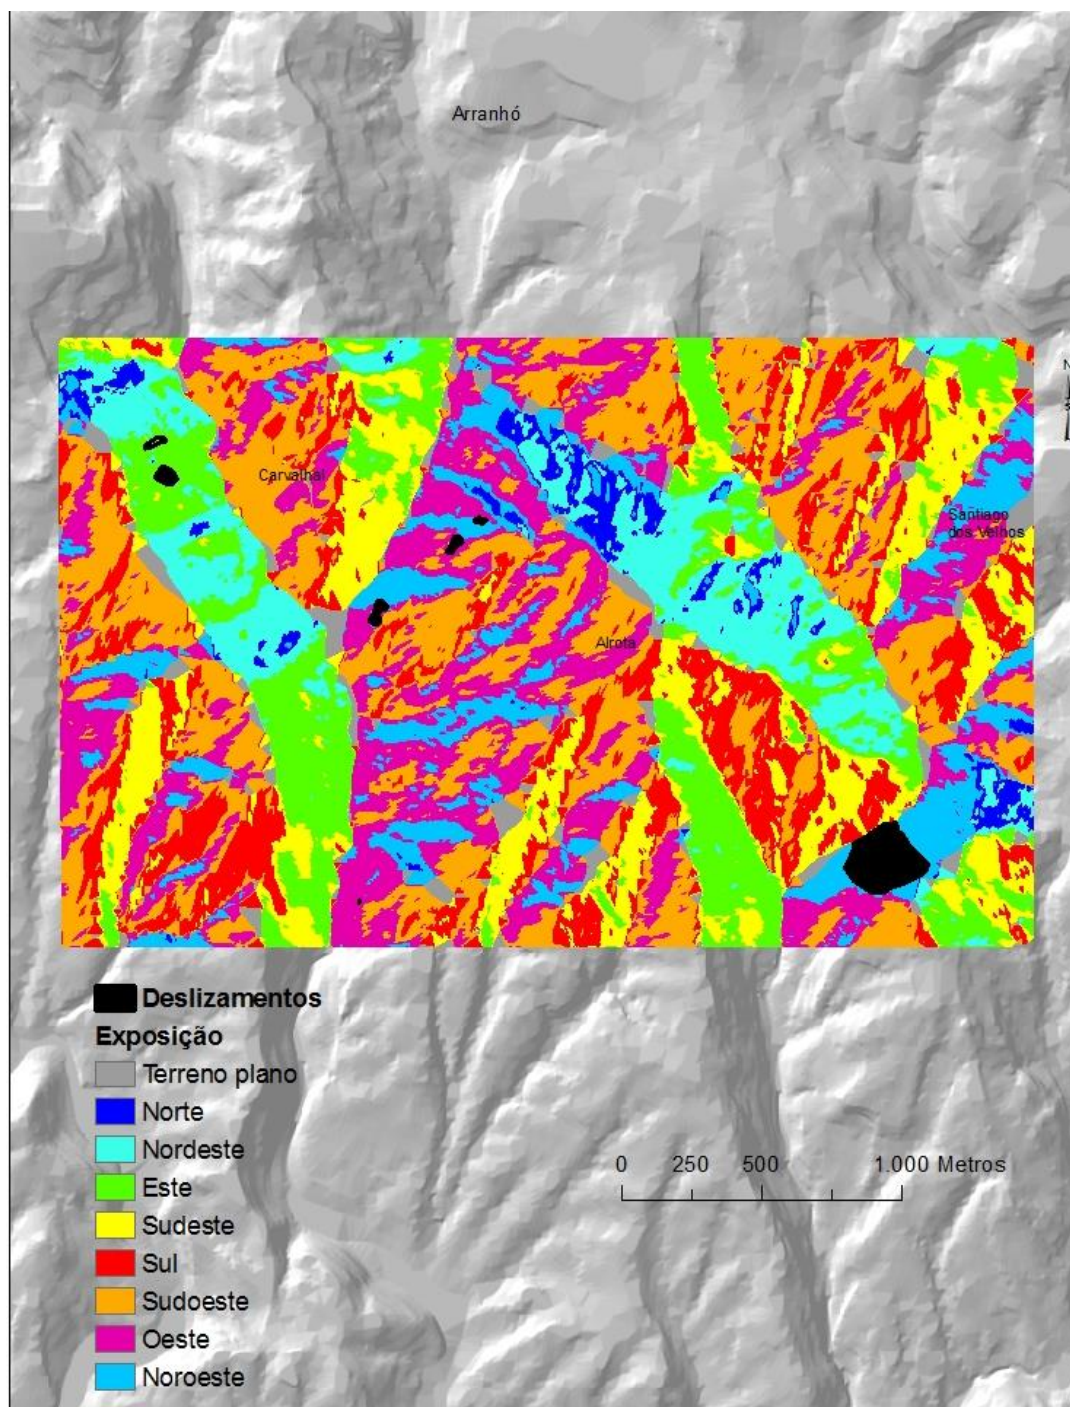 Arranhó
N
Carvalhal
Santiago
dos Velhos
Alrota
Deslizamentos
Exposição
Terreno plano
Norte
Nordeste
Este
Sudeste
Sul
Sudoeste
Oeste
Noroeste
0 250 500 1.000 Metros